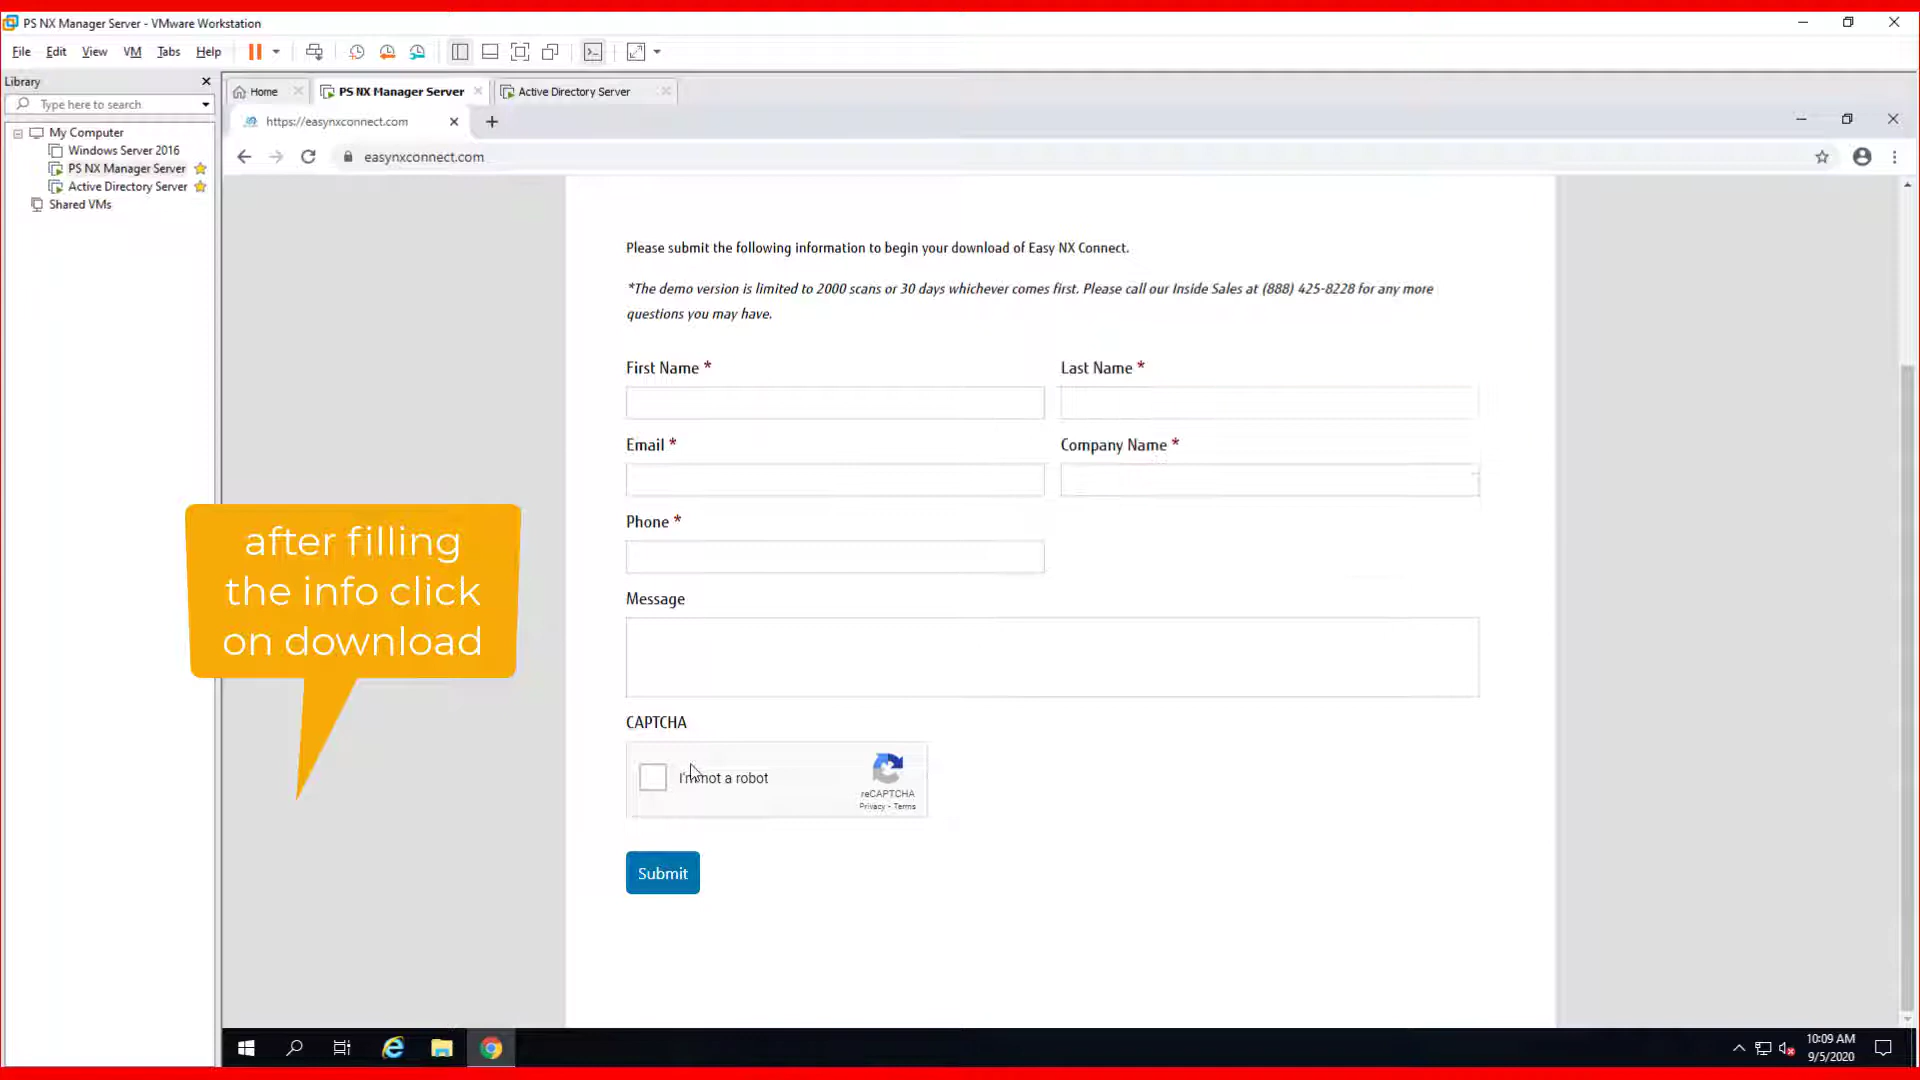 PS NX Manager Server - VMware Workstation
File Edit View VM Tabs Help
Library
Type here to search
My Computer
Windows Server 2016
PS NX Manager Server
Active Directory Server
Shared VMs
Home
PS NX Manager Server
Active Directory Server
https://easynxconnect.com
easynxconnect.com
Please submit the following information to begin your download of Easy NX Connect.
*The demo version is limited to 2000 scans or 30 days whichever comes first. Please call our Inside Sales at (888) 425-8228 for any more
questions you may have.
First Name *
Last Name *
Email *
Company Name *
Phone *
Message
CAPTCHA
I'm not a robot
reCAPTCHA
Privacy - Terms
Submit
after filling
the info click
on download
10:09 AM
9/5/2020